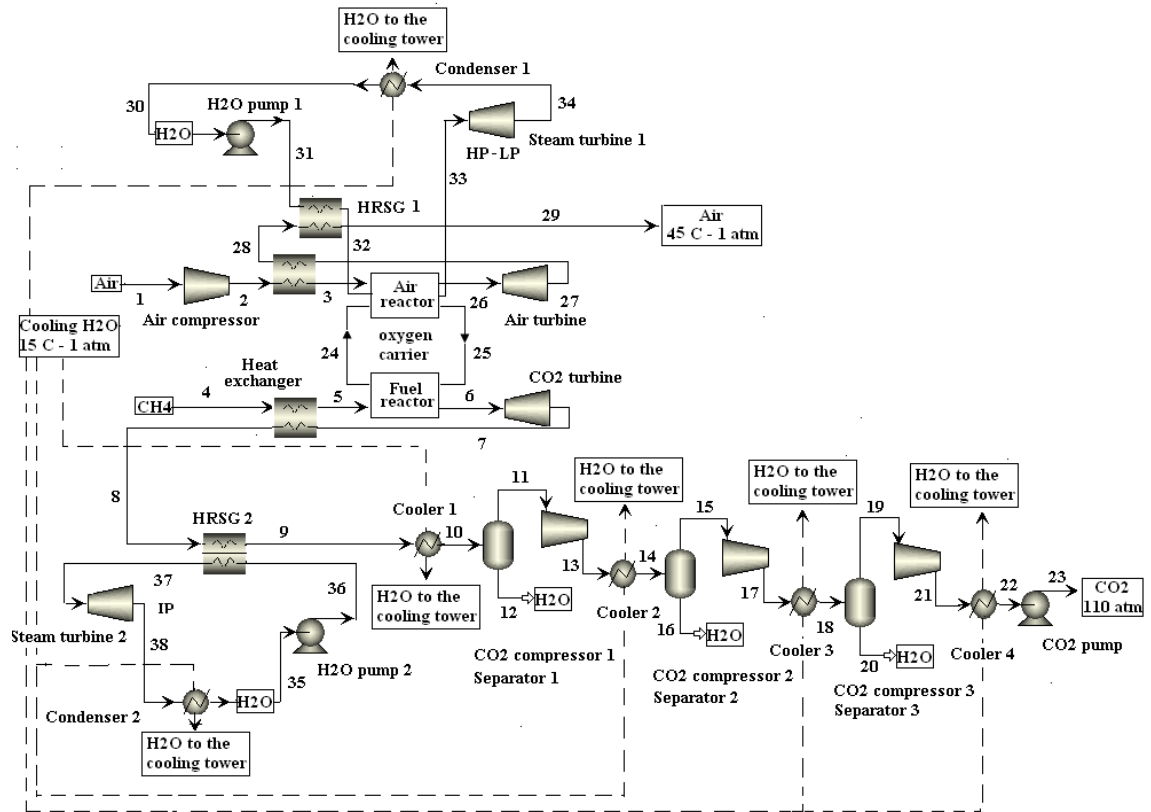 H2O to the
cooling tower
Condenser 1
30
H2O pump 1
34
H2O
Steam turbine 1
HP-LP
31
33
HRSG 1
29
Air
45 C - 1 atm
28
32
Air
1
2
3
Air
reactor
26
27
Air compressor
Air turbine
Cooling H2O
15 C - 1 atm
oxygen
carrier
24
25
Heat
exchanger
CO2 turbine
4
5
Fuel
reactor
6
CH4
7
8
11
H2O to the
cooling tower
15
H2O to the
cooling tower
19
H2O to the
cooling tower
HRSG 2
9
Cooler 1
10
13
14
17
18
21
22
23
CO2
110 atm
37
36
IP
Steam turbine 2
38
H2O to the
cooling tower
12
H2O
Cooler 2
16
H2O
Cooler 3
20
H2O
Cooler 4
CO2 pump
H2O pump 2
35
CO2 compressor 1
Separator 1
CO2 compressor 2
Separator 2
CO2 compressor 3
Separator 3
H2O
Condenser 2
H2O to the
cooling tower